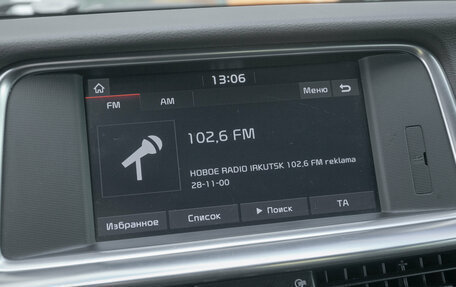 13:06
Меню
FM AM
102,6 FM
НОВОЕ RADIO IRKUTSK 102,6 FM reklama
28-11-00
Избранное Список Поиск TA